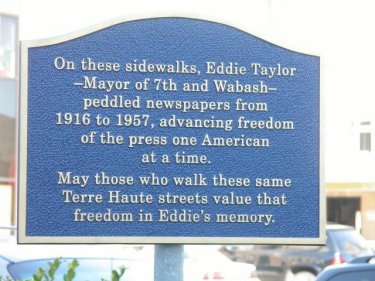 On these sidewalks, Eddie Taylor
–Mayor of 7th and Wabash–
peddled newspapers from
1916 to 1957, advancing freedom
of the press one American
at a time.
May those who walk these same
Terre Haute streets value that
freedom in Eddie's memory.